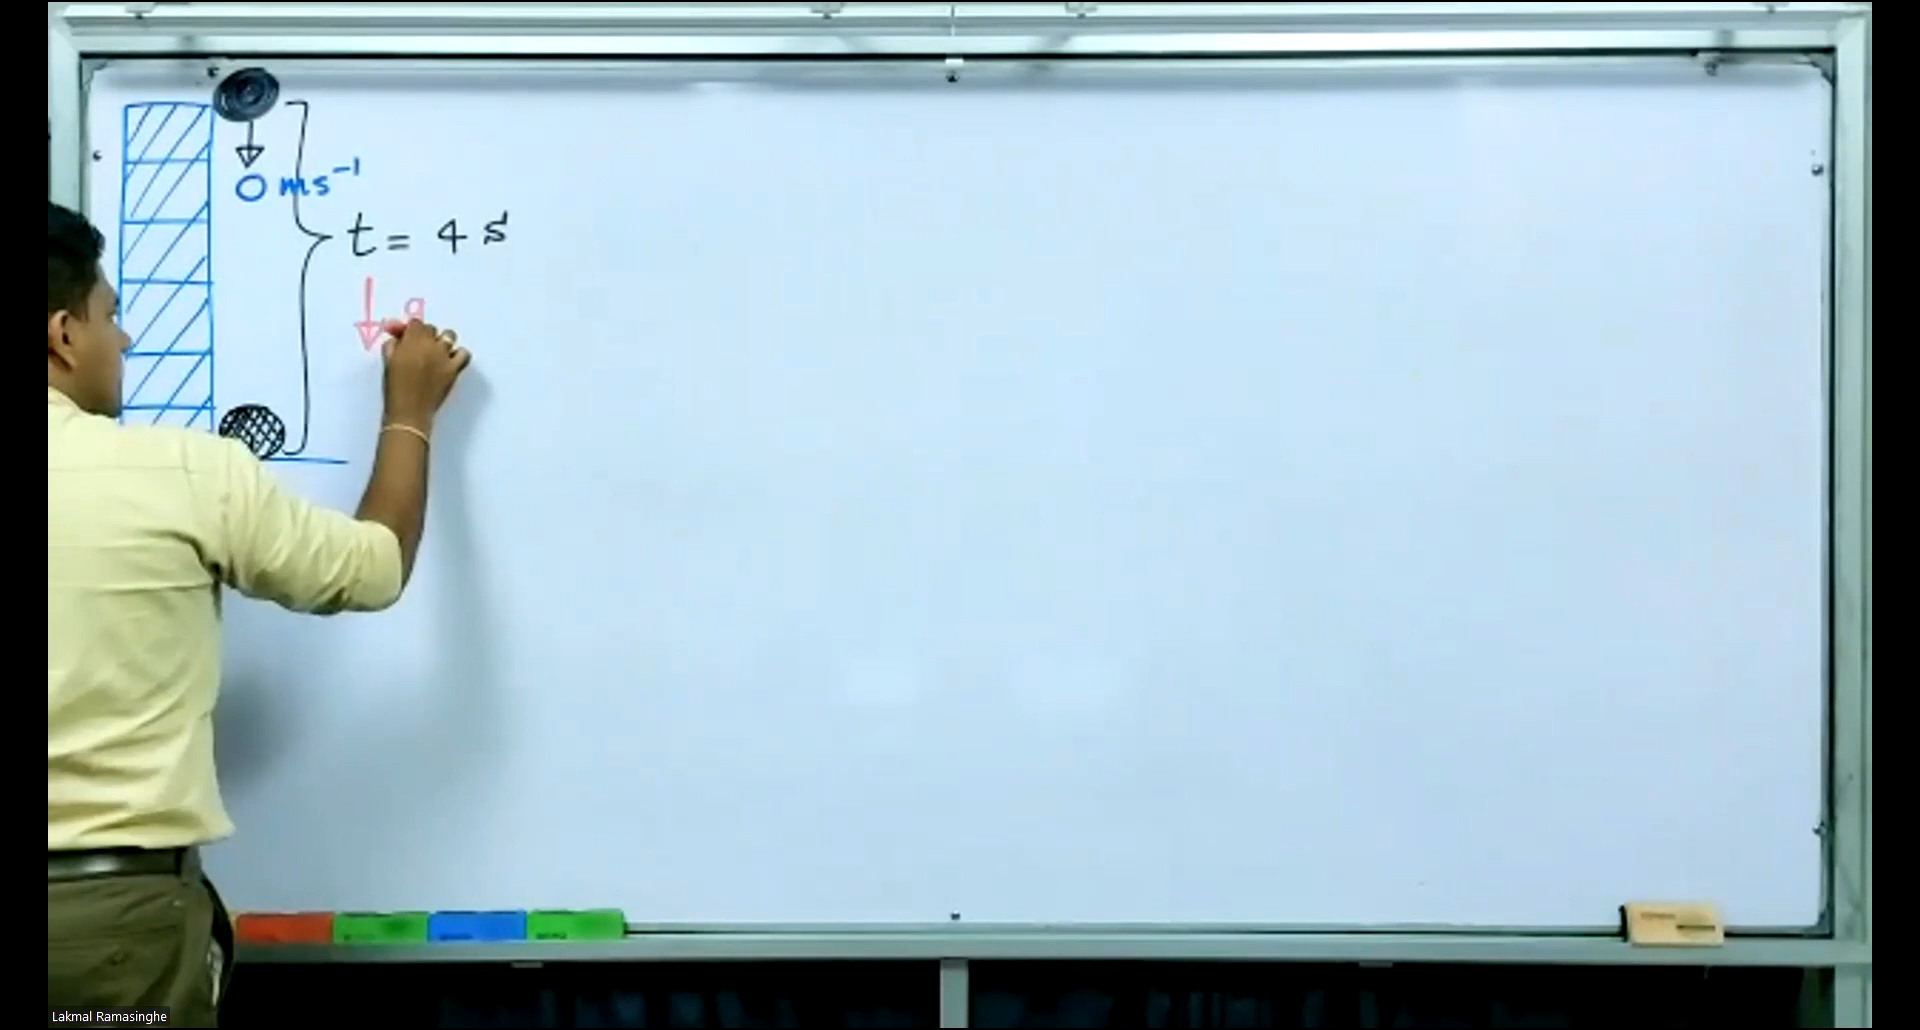 0 ms⁻¹
t = 4 s
g
Lakmal Ramasinghe